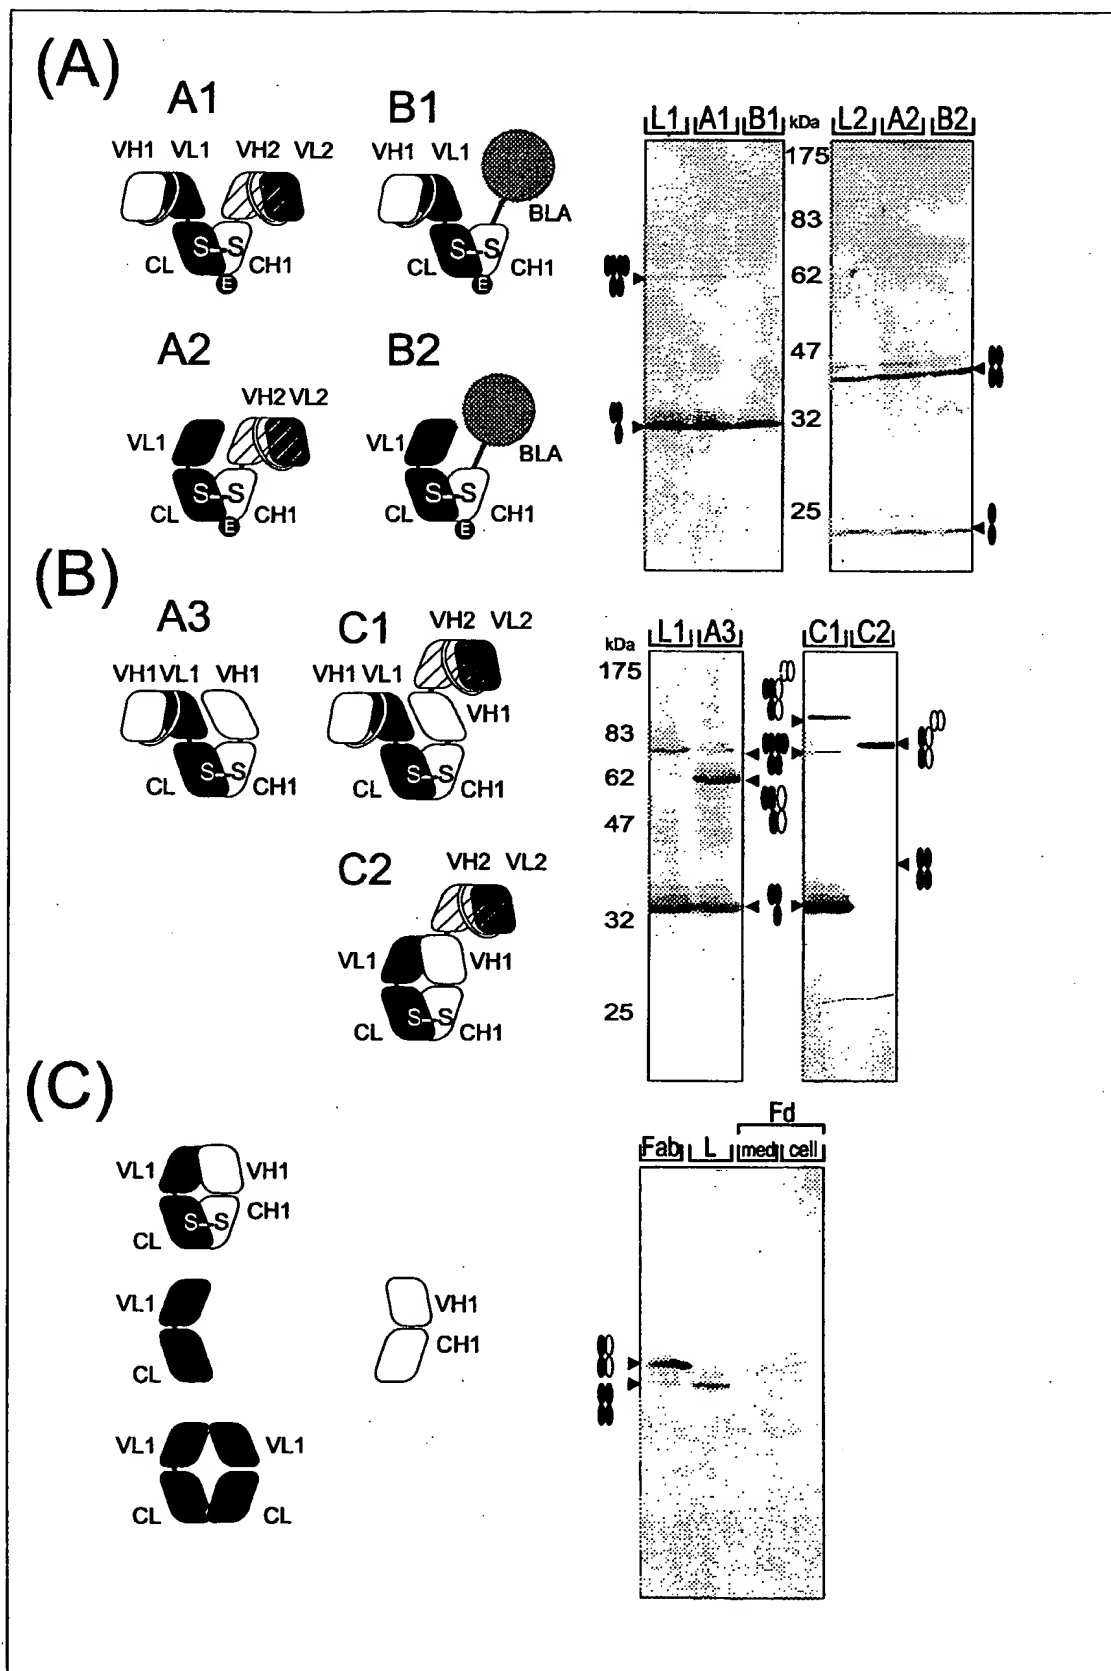 (A)
A1
B1
VH1 VL1 VH2 VL2
VH1 VL1
BLA
S-S
S-S
CL CH1
CL CH1
E
E
A2
B2
VH2 VL2
VL1
VL1
BLA
S-S
S-S
CL CH1
CL CH1
E
E
L1 A1 B1 kDa L2 A2 B2
175
83
62
47
32
25
(B)
A3
C1
VH2 VL2
VH1 VL1 VH1
VH1 VL1
VH1
S-S
S-S
CL CH1
CL CH1
C2
VH2 VL2
VL1 VH1
S-S
CL CH1
kDa L1 A3 C1 C2
175
83
62
47
32
25
(C)
VL1 VH1
S-S CH1
CL
VL1 VH1
CL CH1
VL1 VL1
CL CL
Fd
Fab L med cell